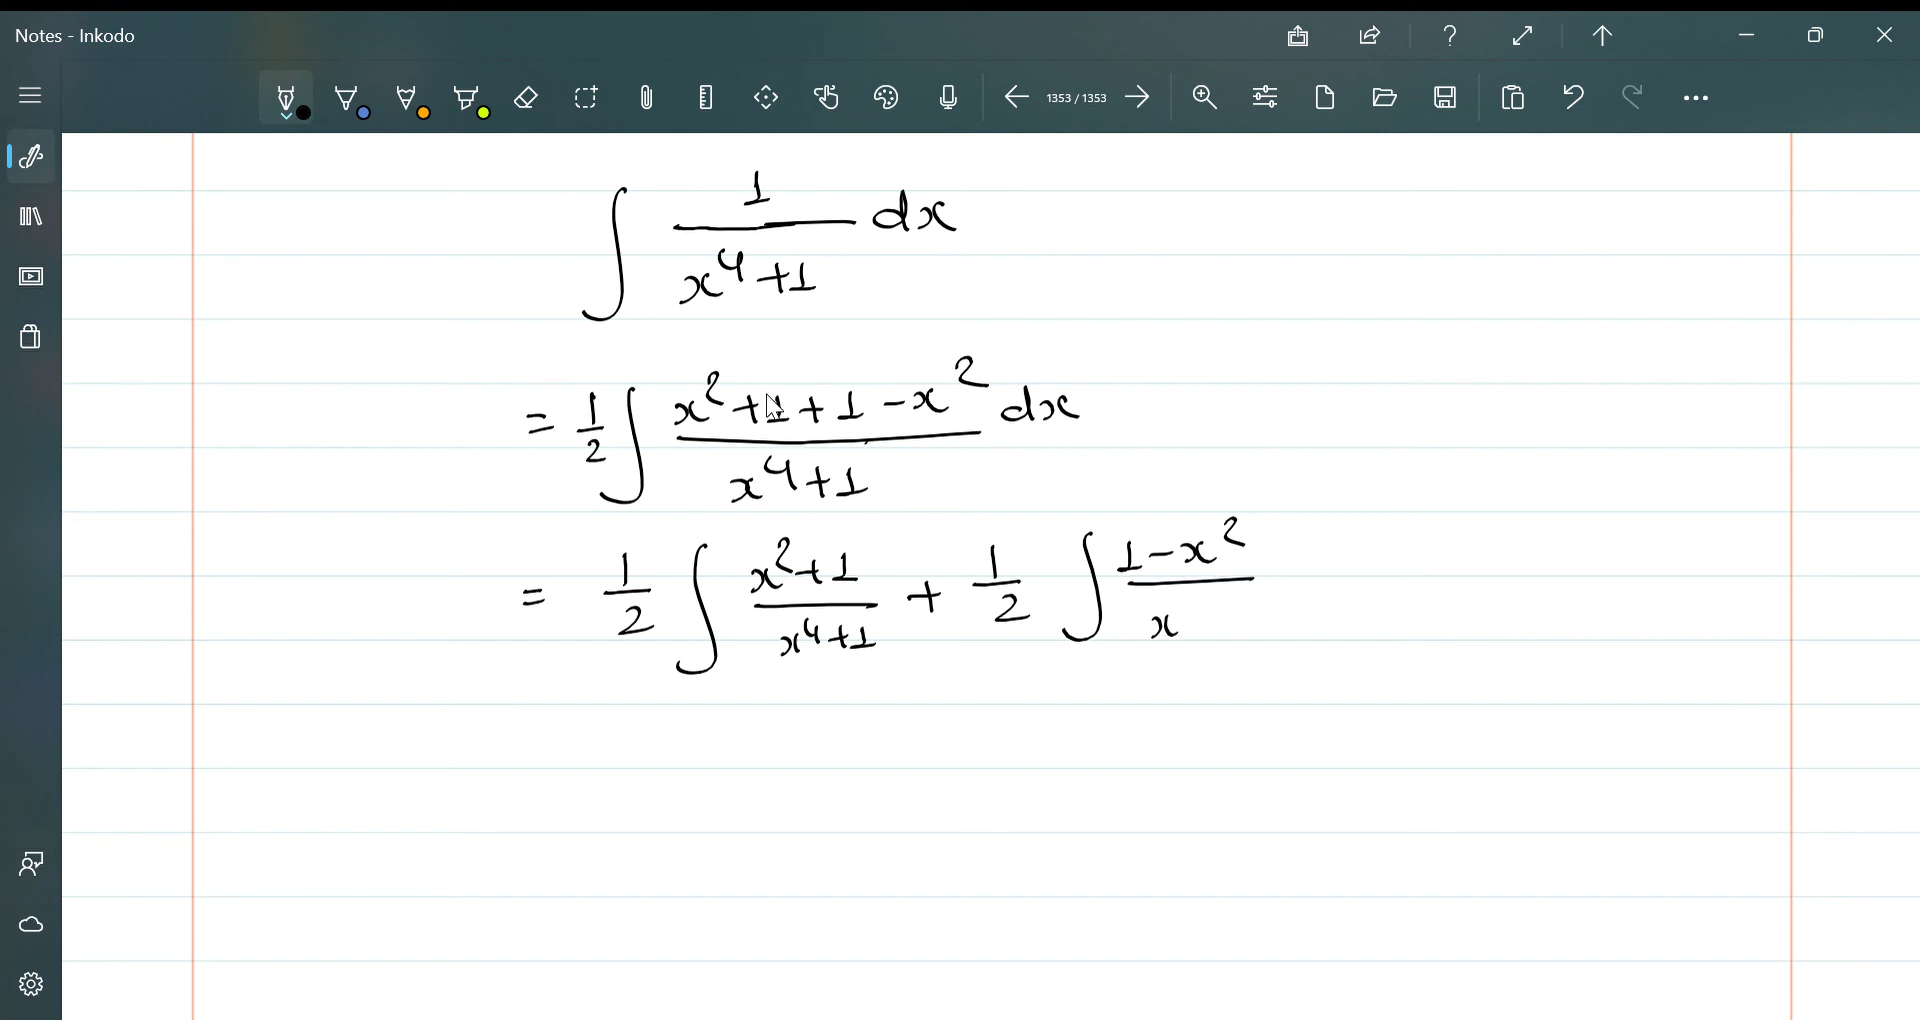 Notes - Inkodo
1353 / 1353
∫ 1/(x⁴+1) dx
= 1/2 ∫ (x²+1+1-x²)/(x⁴+1) dx
= 1/2 ∫ (x²+1)/(x⁴+1) + 1/2 ∫ (1-x²)/x